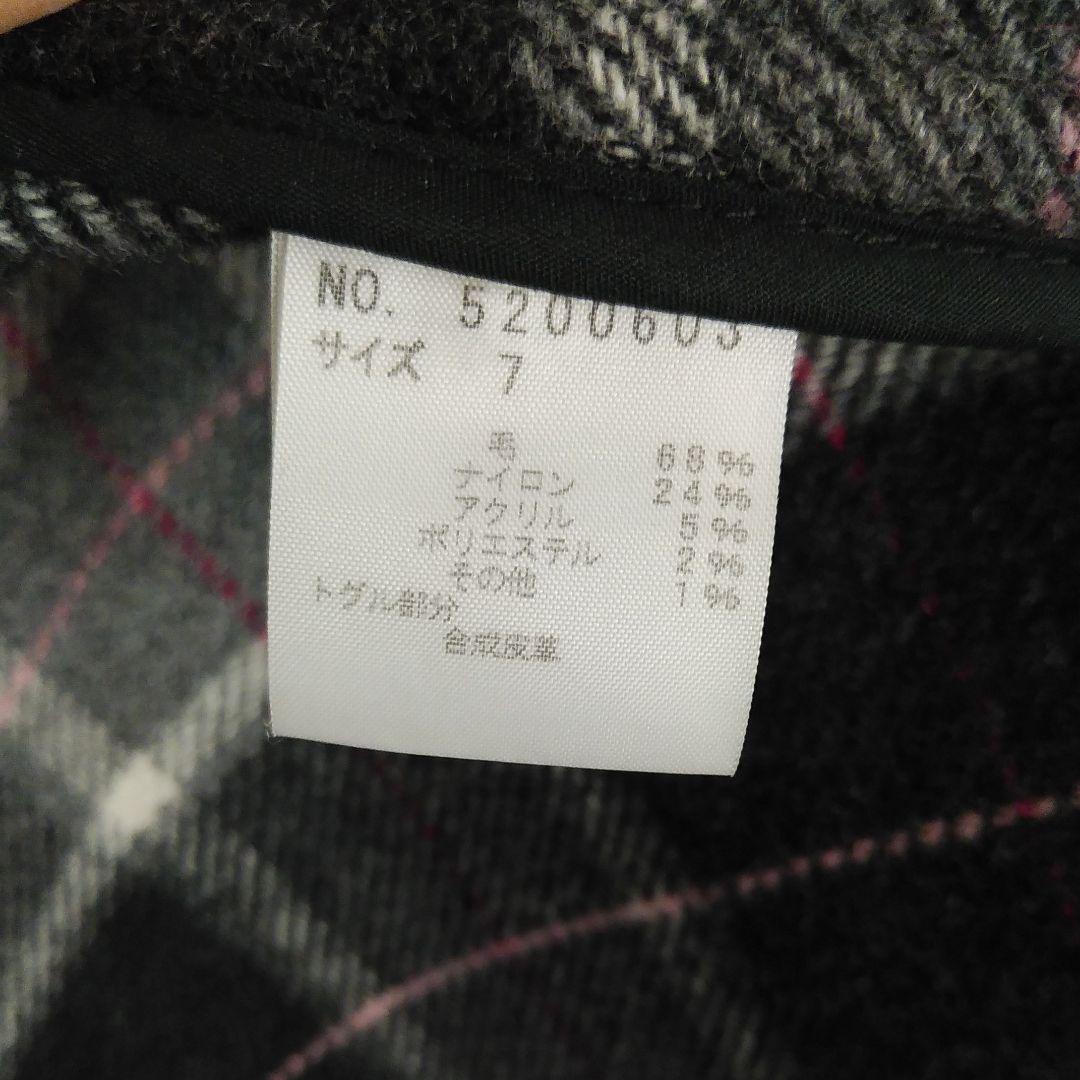 NO. 5200603
サイズ 7
毛 68%
ナイロン 24%
アクリル 5%
ポリエステル 2%
その他 1%
トグル部分
合成皮革